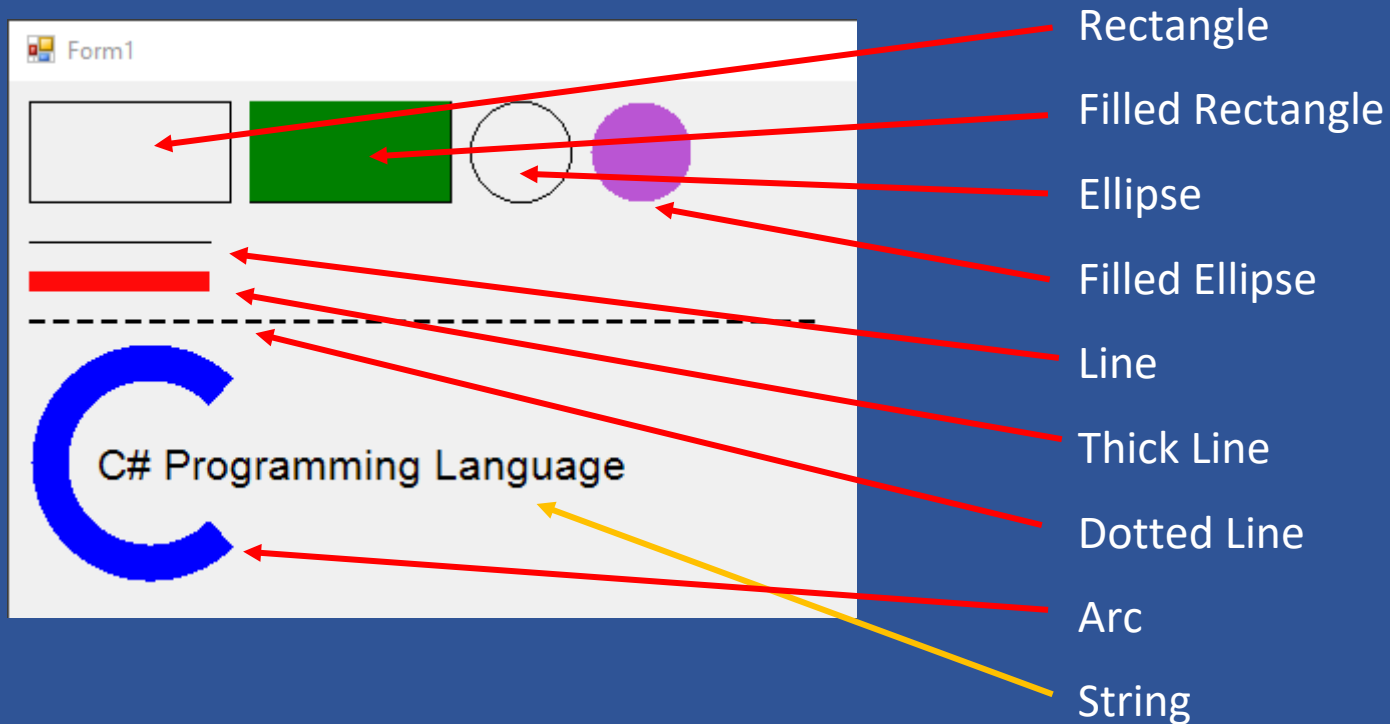 Form1
C# Programming Language
Rectangle
Filled Rectangle
Ellipse
Filled Ellipse
Line
Thick Line
Dotted Line
Arc
String